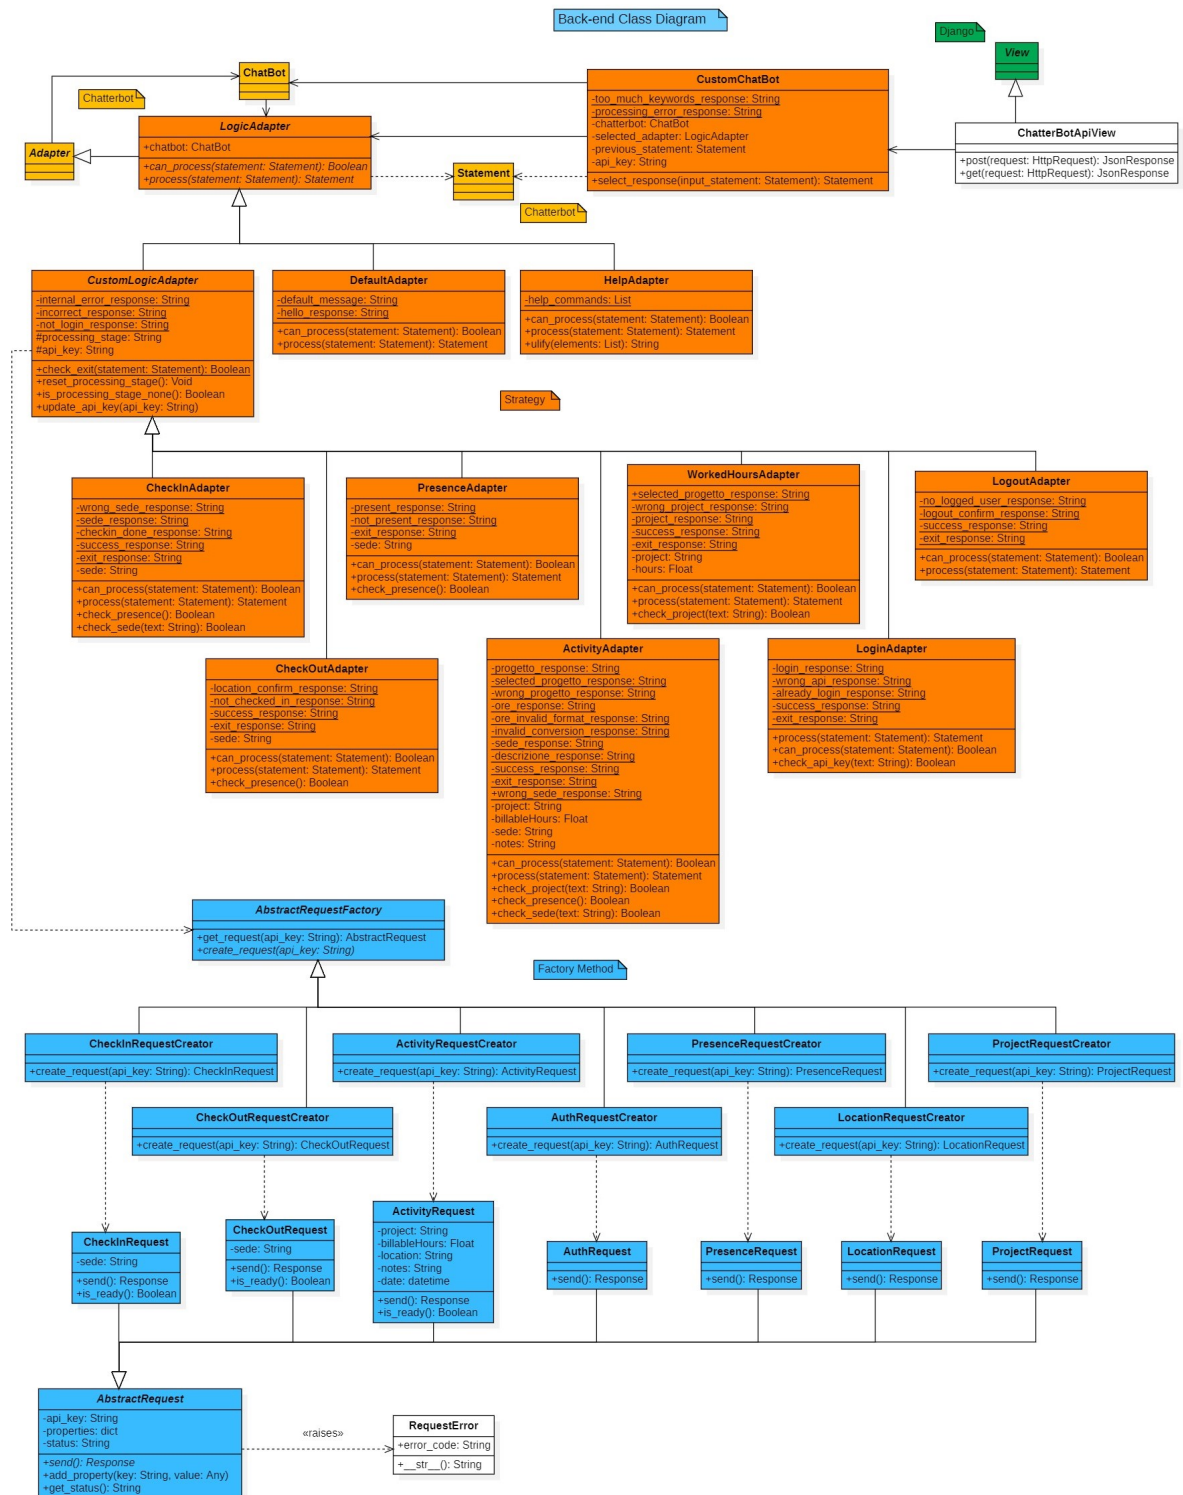 Back-end Class Diagram
Django
View
ChatBot
Chatterbot
Adapter
LogicAdapter
+chatbot: ChatBot
+can_process(statement: Statement): Boolean
+process(statement: Statement): Statement
Statement
Chatterbot
CustomChatBot
-too_much_keywords_response: String
-processing_error_response: String
-chatterbot: ChatBot
-selected_adapter: LogicAdapter
-previous_statement: Statement
-api_key: String
+select_response(input_statement: Statement): Statement
ChatterBotApiView
+post(request: HttpRequest): JsonResponse
+get(request: HttpRequest): JsonResponse
CustomLogicAdapter
-internal_error_response: String
-incorrect_response: String
-not_login_response: String
#processing_stage: String
#api_key: String
+check_exit(statement: Statement): Boolean
+reset_processing_stage(): Void
+is_processing_stage_none(): Boolean
+update_api_key(api_key: String)
DefaultAdapter
-default_message: String
-hello_response: String
+can_process(statement: Statement): Boolean
+process(statement: Statement): Statement
HelpAdapter
-help_commands: List
+can_process(statement: Statement): Boolean
+process(statement: Statement): Statement
+ulify(elements: List): String
Strategy
CheckInAdapter
-wrong_sede_response: String
-sede_response: String
-checkin_done_response: String
-success_response: String
-exit_response: String
-sede: String
+can_process(statement: Statement): Boolean
+process(statement: Statement): Statement
+check_presence(): Boolean
+check_sede(text: String): Boolean
PresenceAdapter
-present_response: String
-not_present_response: String
-exit_response: String
-sede: String
+can_process(statement: Statement): Boolean
+process(statement: Statement): Statement
+check_presence(): Boolean
WorkedHoursAdapter
+selected_progetto_response: String
-wrong_project_response: String
-project_response: String
-success_response: String
-exit_response: String
-project: String
-hours: Float
+can_process(statement: Statement): Boolean
+process(statement: Statement): Statement
+check_project(text: String): Boolean
LogoutAdapter
-no_logged_user_response: String
-logout_confirm_response: String
-success_response: String
-exit_response: String
+can_process(statement: Statement): Boolean
+process(statement: Statement): Statement
CheckOutAdapter
-location_confirm_response: String
-not_checked_in_response: String
-success_response: String
-exit_response: String
-sede: String
+can_process(statement: Statement): Boolean
+process(statement: Statement): Statement
+check_presence(): Boolean
ActivityAdapter
-progetto_response: String
-selected_progetto_response: String
-wrong_progetto_response: String
-ore_response: String
-ore_invalid_format_response: String
-invalid_conversion_response: String
-sede_response: String
-descrizione_response: String
-success_response: String
-exit_response: String
+wrong_sede_response: String
-project: String
-billableHours: Float
-sede: String
-notes: String
+can_process(statement: Statement): Boolean
+process(statement: Statement): Statement
+check_project(text: String): Boolean
+check_presence(): Boolean
+check_sede(text: String): Boolean
LoginAdapter
-login_response: String
-wrong_api_response: String
-already_login_response: String
-success_response: String
-exit_response: String
+process(statement: Statement): Statement
+can_process(statement: Statement): Boolean
+check_api_key(text: String): Boolean
AbstractRequestFactory
+get_request(api_key: String): AbstractRequest
+create_request(api_key: String)
Factory Method
CheckInRequestCreator
+create_request(api_key: String): CheckInRequest
ActivityRequestCreator
+create_request(api_key: String): ActivityRequest
PresenceRequestCreator
+create_request(api_key: String): PresenceRequest
ProjectRequestCreator
+create_request(api_key: String): ProjectRequest
CheckOutRequestCreator
+create_request(api_key: String): CheckOutRequest
AuthRequestCreator
+create_request(api_key: String): AuthRequest
LocationRequestCreator
+create_request(api_key: String): LocationRequest
CheckInRequest
-sede: String
+send(): Response
+is_ready(): Boolean
CheckOutRequest
-sede: String
+send(): Response
+is_ready(): Boolean
ActivityRequest
-project: String
-billableHours: Float
-location: String
-notes: String
-date: datetime
+send(): Response
+is_ready(): Boolean
AuthRequest
+send(): Response
PresenceRequest
+send(): Response
LocationRequest
+send(): Response
ProjectRequest
+send(): Response
AbstractRequest
-api_key: String
-properties: dict
-status: String
+send(): Response
+add_property(key: String, value: Any)
+get_status(): String
«raises»
RequestError
+error_code: String
+__str__(): String